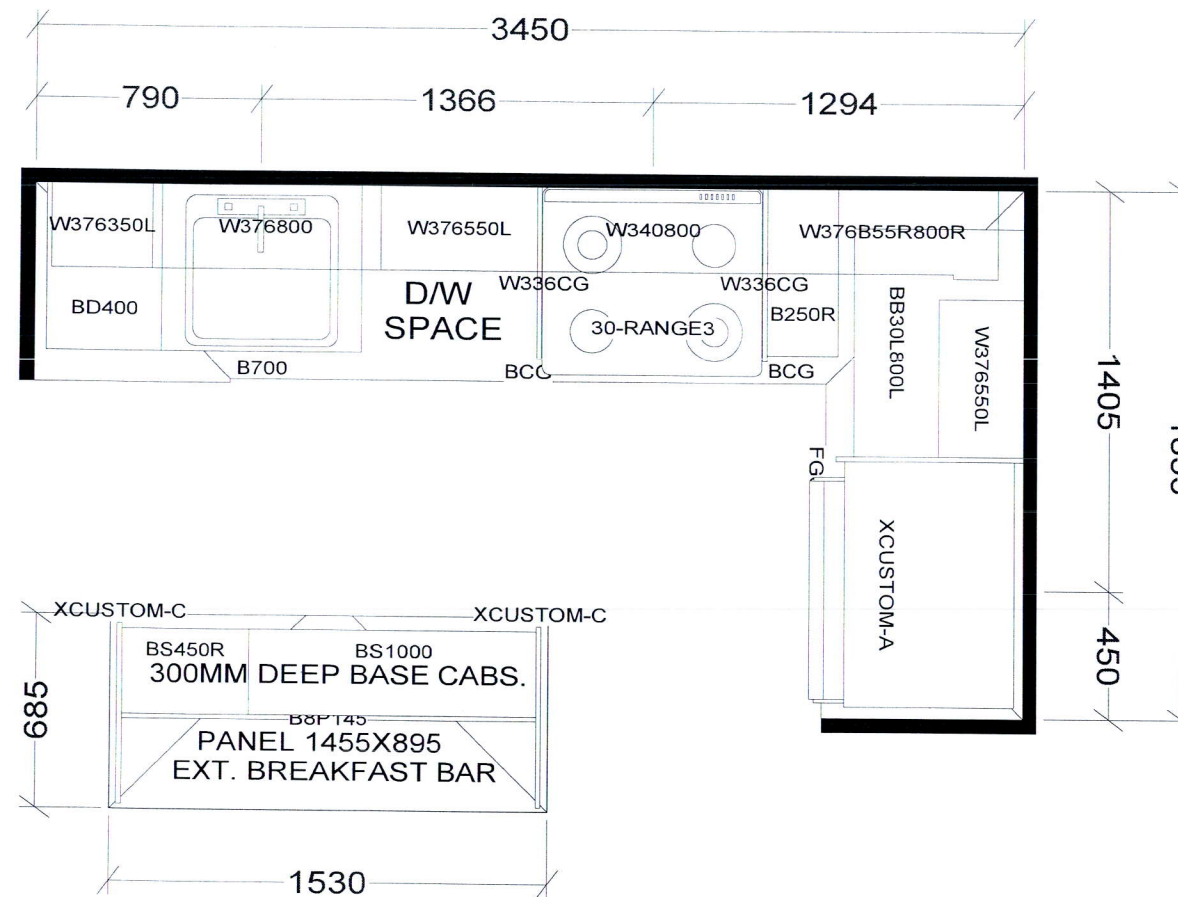 3450
790
1366
1294
W376350L
W376800
W376550L
W340800
W376B55R800R
W336CG
W336CG
BD400
D/W
SPACE
30-RANGE3
B250R
BB30L800L
W376550L
B700
BCG
BCG
1405
FG
XCUSTOM-A
450
XCUSTOM-C
XCUSTOM-C
BS450R
BS1000
300MM DEEP BASE CABS.
685
PANEL 1455X895
EXT. BREAKFAST BAR
1530